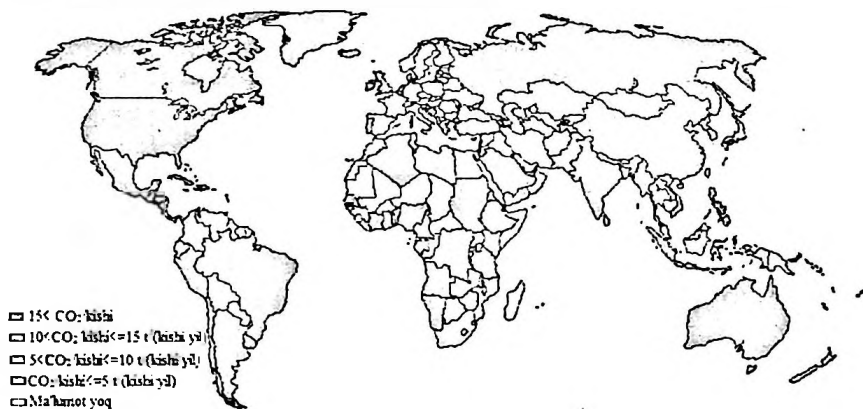 15< CO₂ kishi
10<CO₂ kishi<=15 t (kishi yil)
5<CO₂ kishi<=10 t (kishi yil)
CO₂ kishi<=5 t (kishi yil)
Ma'lumot yoq